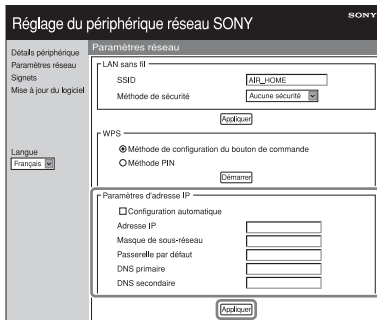 Réglage du périphérique réseau SONY
SONY
Détails périphérique
Paramètres réseau
Signets
Mise à jour du logiciel
Langue
Français
Paramètres réseau
LAN sans fil
SSID
AIR_HOME
Méthode de sécurité
Aucune sécurité
Appliquer
WPS
Méthode de configuration du bouton de commande
Méthode PIN
Démarrer
Paramètres d'adresse IP
Configuration automatique
Adresse IP
Masque de sous-réseau
Passerelle par défaut
DNS primaire
DNS secondaire
Appliquer